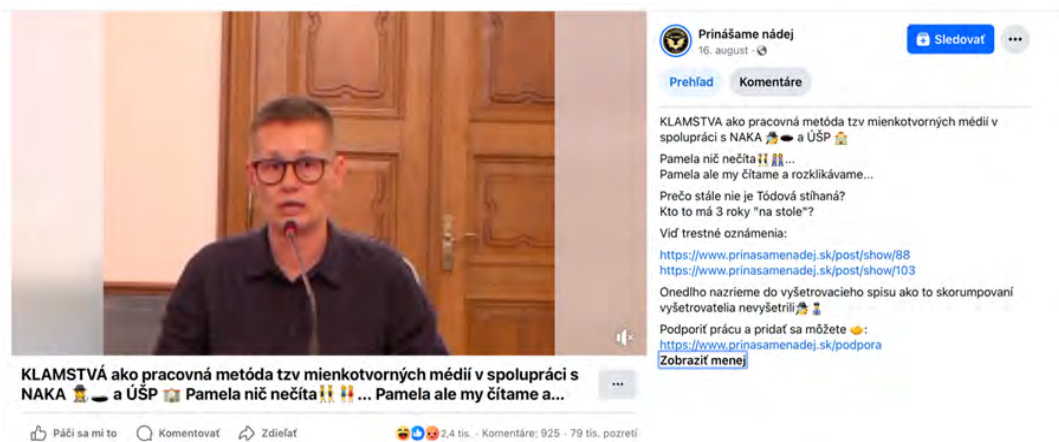 Prinášame nádej
16. august
Sledovať
Prehľad Komentáre
KLAMSTVA ako pracovná metóda tzv mienkotvorných médií v
spolupráci s NAKA 🕵️🕳️ a ÚŠP 🏫
Pamela nič nečíta👯👭...
Pamela ale my čítame a rozklikávame...
Prečo stále nie je Tódová stíhaná?
Kto to má 3 roky "na stole"?
Viď trestné oznámenia:
https://www.prinasamenadej.sk/post/show/88
https://www.prinasamenadej.sk/post/show/103
Onedlho nazrieme do vyšetrovacieho spisu ako to skorumpovaní
vyšetrovatelia nevyšetrili
Podporiť prácu a pridať sa môžete 🤝:
https://www.prinasamenadej.sk/podpora
Zobraziť menej
KLAMSTVÁ ako pracovná metóda tzv mienkotvorných médií v spolupráci s
NAKA 🕵️🕳️ a ÚŠP 🏫 Pamela nič nečíta👯👭... Pamela ale my čítame a...
Páči sa mi to Komentovať Zdieľať 2,4 tis. · Komentáre: 925 · 79 tis. pozretí